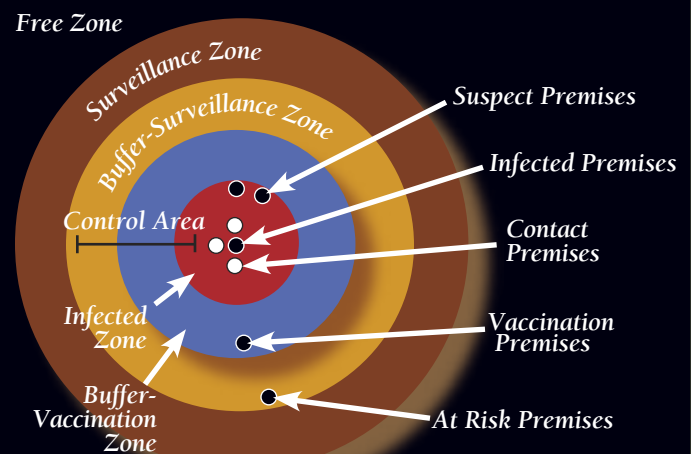 Free Zone
Surveillance Zone
Buffer-Surveillance Zone
Suspect Premises
Infected Premises
Control Area
Contact
Premises
Infected
Zone
Vaccination
Premises
Buffer-
Vaccination
Zone
At Risk Premises